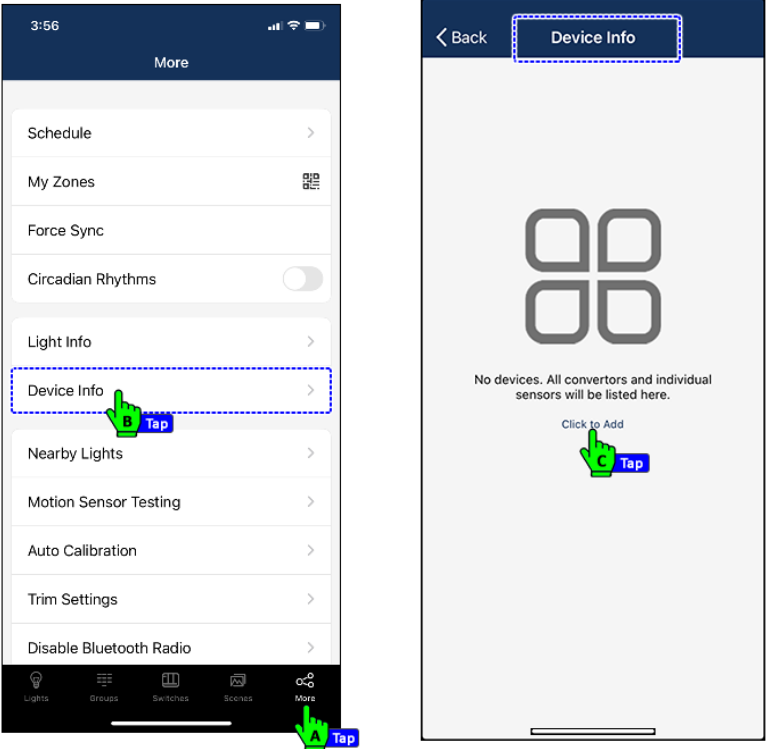 3:56
More
Schedule
My Zones
Force Sync
Circadian Rhythms
Light Info
Device Info
B Tap
Nearby Lights
Motion Sensor Testing
Auto Calibration
Trim Settings
Disable Bluetooth Radio
Lights Groups Switches Scenes More
A Tap
Back Device Info
No devices. All convertors and individual
sensors will be listed here.
Click to Add
C Tap